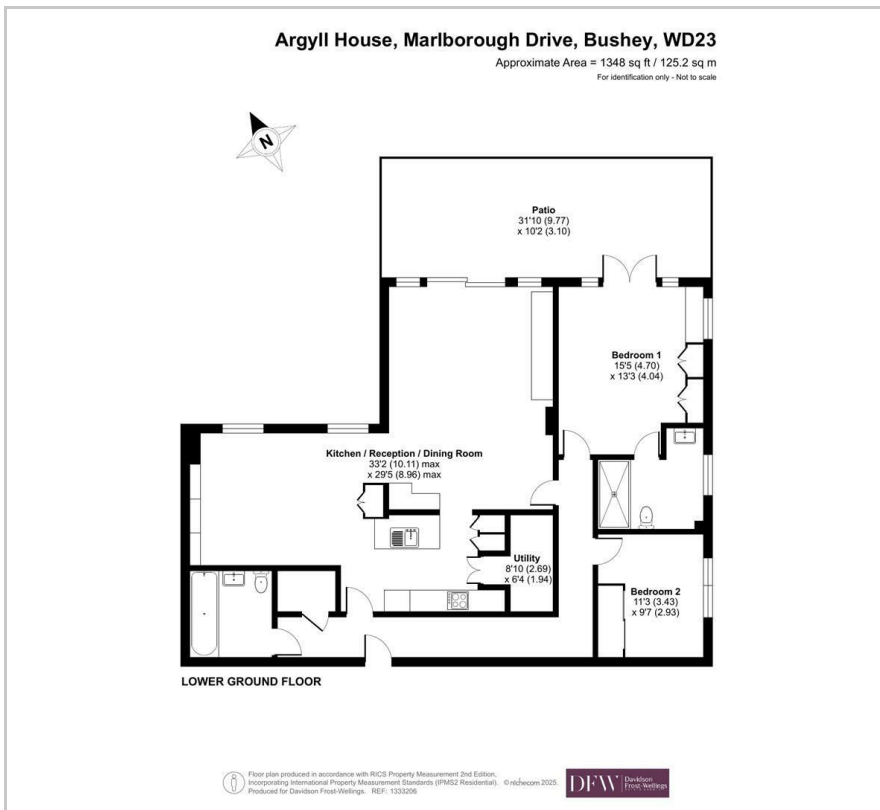 Argyll House, Marlborough Drive, Bushey, WD23
Approximate Area = 1348 sq ft / 125.2 sq m
For identification only - Not to scale
N
Patio
31'10 (9.77)
x 10'2 (3.10)
Bedroom 1
15'5 (4.70)
x 13'3 (4.04)
Kitchen / Reception / Dining Room
33'2 (10.11) max
x 29'5 (8.96) max
Utility
8'10 (2.69)
x 6'4 (1.94)
Bedroom 2
11'3 (3.43)
x 9'7 (2.93)
LOWER GROUND FLOOR
Floor plan produced in accordance with RICS Property Measurement 2nd Edition,
Incorporating International Property Measurement Standards (IPMS2 Residential). © nichecom 2025.
Produced for Davidson Frost-Wellings. REF: 1333206
DFW
Davidson
Frost-Wellings